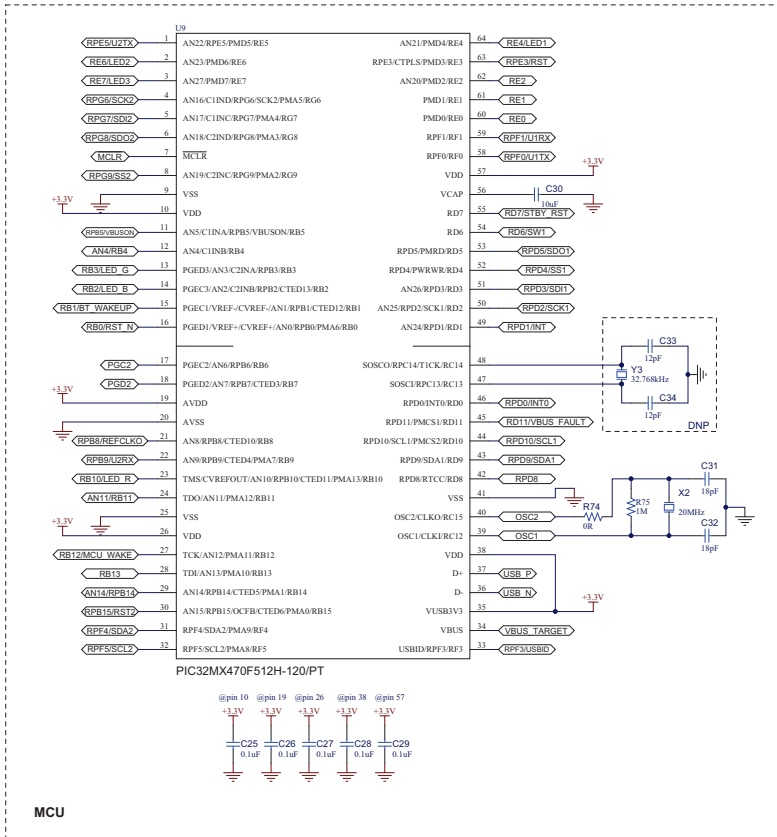 U9
RPE5/U2TX 1 AN22/RPE5/PMD5/RE5 AN21/PMD4/RE4 64 RE4/LED1
RE6/LED2 2 AN23/PMD6/RE6 RPE3/CTPLS/PMD3/RE3 63 RPE3/RST
RE7/LED3 3 AN27/PMD7/RE7 AN20/PMD2/RE2 62 RE2
RPG6/SCK2 4 AN16/C1IND/RPG6/SCK2/PMA5/RG6 PMD1/RE1 61 RE1
RPG7/SDI2 5 AN17/C1INC/RPG7/PMA4/RG7 PMD0/RE0 60 RE0
RPG8/SDO2 6 AN18/C2IND/RPG8/PMA3/RG8 RPF1/RF1 59 RPF1/U1RX
MCLR 7 MCLR RPF0/RF0 58 RPF0/U1TX
RPG9/SS2 8 AN19/C2INC/RPG9/PMA2/RG9 VDD 57 +3.3V
9 VSS VCAP 56 C30 10uF
+3.3V 10 VDD RD7 55 RD7/STBY_RST
RPB5/VBUSON 11 AN5/C1INA/RPB5/VBUSON/RB5 RD6 54 RD6/SW1
AN4/RB4 12 AN4/C1INB/RB4 RPD5/PMRD/RD5 53 RPD5/SDO1
RB3/LED_G 13 PGED3/AN3/C2INA/RPB3/RB3 RPD4/PWRWR/RD4 52 RPD4/SS1
RB2/LED_B 14 PGEC3/AN2/C2INB/RPB2/CTED13/RB2 AN26/RPD3/RD3 51 RPD3/SDI1
RB1/BT_WAKEUP 15 PGEC1/VREF-/CVREF-/AN1/RPB1/CTED12/RB1 AN25/RPD2/SCK1/RD2 50 RPD2/SCK1
RB0/RST_N 16 PGED1/VREF+/CVREF+/AN0/RPB0/PMA6/RB0 AN24/RPD1/RD1 49 RPD1/INT
PGC2 17 PGEC2/AN6/RPB6/RB6 SOSCO/RPC14/T1CK/RC14 48 C33 12pF
PGD2 18 PGED2/AN7/RPB7/CTED3/RB7 SOSCI/RPC13/RC13 47 Y3 32.768kHz
+3.3V 19 AVDD RPD0/INT0/RD0 46 RPD0/INT0 C34 12pF
20 AVSS RPD11/PMCS1/RD11 45 RD11/VBUS_FAULT DNP
RPB8/REFCLKO 21 AN8/RPB8/CTED10/RB8 RPD10/SCL1/PMCS2/RD10 44 RPD10/SCL1
RPB9/U2RX 22 AN9/RPB9/CTED4/PMA7/RB9 RPD9/SDA1/RD9 43 RPD9/SDA1
RB10/LED_R 23 TMS/CVREFOUT/AN10/RPB10/CTED11/PMA13/RB10 RPD8/RTCC/RD8 42 RPD8 C31 18pF
AN11/RB11 24 TDO/AN11/PMA12/RB11 VSS 41
+3.3V 25 VSS OSC2/CLKO/RC15 40 OSC2 R74 0R R75 1M X2 20MHz
26 VDD OSC1/CLKI/RC12 39 OSC1 C32 18pF
RB12/MCU_WAKE 27 TCK/AN12/PMA11/RB12 VDD 38
RB13 28 TDI/AN13/PMA10/RB13 D+ 37 USB_P
AN14/RPB14 29 AN14/RPB14/CTED5/PMA1/RB14 D- 36 USB_N
RPB15/RST2 30 AN15/RPB15/OCFB/CTED6/PMA0/RB15 VUSB3V3 35 +3.3V
RPF4/SDA2 31 RPF4/SDA2/PMA9/RF4 VBUS 34 VBUS_TARGET
RPF5/SCL2 32 RPF5/SCL2/PMA8/RF5 USBID/RPF3/RF3 33 RPF3/USBID
PIC32MX470F512H-120/PT
@pin 10 @pin 19 @pin 26 @pin 38 @pin 57
+3.3V +3.3V +3.3V +3.3V +3.3V
C25 C26 C27 C28 C29
0.1uF 0.1uF 0.1uF 0.1uF 0.1uF
MCU